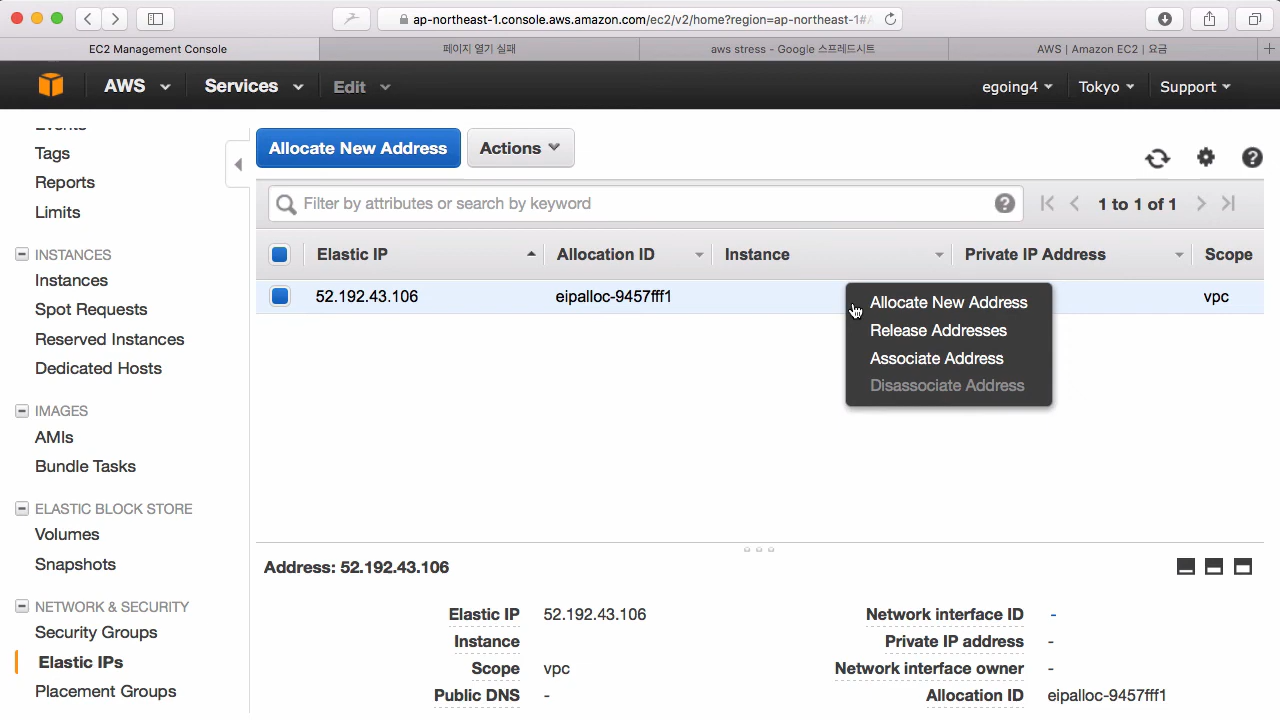 ap-northeast-1.console.aws.amazon.com/ec2/v2/home?region=ap-northeast-1#
EC2 Management Console
페이지 열기 실패
aws stress - Google 스프레드시트
AWS | Amazon EC2 | 요금
AWS Services Edit egoing4 Tokyo Support
Events
Tags
Reports
Limits
INSTANCES
Instances
Spot Requests
Reserved Instances
Dedicated Hosts
IMAGES
AMIs
Bundle Tasks
ELASTIC BLOCK STORE
Volumes
Snapshots
NETWORK & SECURITY
Security Groups
Elastic IPs
Placement Groups
Allocate New Address Actions
Filter by attributes or search by keyword
1 to 1 of 1
Elastic IP Allocation ID Instance Private IP Address Scope
52.192.43.106 eipalloc-9457fff1 vpc
Allocate New Address
Release Addresses
Associate Address
Disassociate Address
Address: 52.192.43.106
Elastic IP 52.192.43.106 Network interface ID -
Instance Private IP address -
Scope vpc Network interface owner -
Public DNS - Allocation ID eipalloc-9457fff1